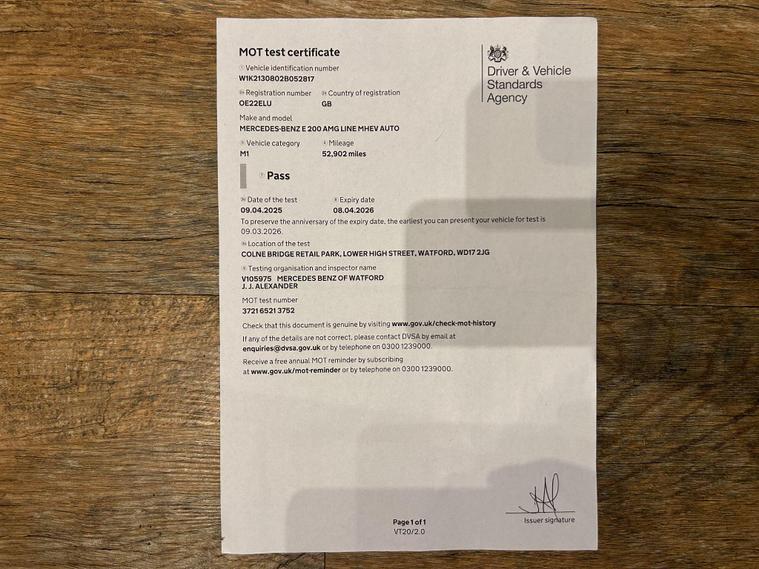 MOT test certificate
Vehicle identification number
W1K2130802B052817
Registration number Country of registration
OE22ELU GB
Make and model
MERCEDES-BENZ E 200 AMG LINE MHEV AUTO
Vehicle category Mileage
M1 52,902 miles
Pass
Date of the test Expiry date
09.04.2025 08.04.2026
To preserve the anniversary of the expiry date, the earliest you can present your vehicle for test is
09.03.2026.
Location of the test
COLNE BRIDGE RETAIL PARK, LOWER HIGH STREET, WATFORD, WD17 2JG
Testing organisation and inspector name
V105975 MERCEDES BENZ OF WATFORD
J. J. ALEXANDER
MOT test number
3721 6521 3752
Check that this document is genuine by visiting www.gov.uk/check-mot-history
If any of the details are not correct, please contact DVSA by email at
enquiries@dvsa.gov.uk or by telephone on 0300 1239000.
Receive a free annual MOT reminder by subscribing
at www.gov.uk/mot-reminder or by telephone on 0300 1239000.
Driver & Vehicle
Standards
Agency
Issuer signature
Page 1 of 1
VT20/2.0